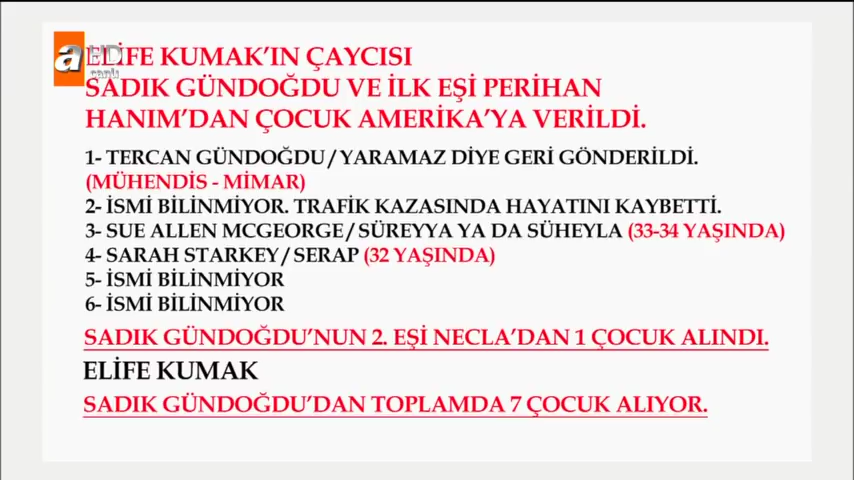 a HD
canlı
ELİFE KUMAK'IN ÇAYCISI
SADIK GÜNDOĞDU VE İLK EŞİ PERİHAN
HANIM'DAN ÇOCUK AMERİKA'YA VERİLDİ.
1- TERCAN GÜNDOĞDU / YARAMAZ DİYE GERİ GÖNDERİLDİ.
(MÜHENDİS - MİMAR)
2- İSMİ BİLİNMİYOR. TRAFİK KAZASINDA HAYATINI KAYBETTİ.
3- SUE ALLEN MCGEORGE / SÜREYYA YA DA SÜHEYLA (33-34 YAŞINDA)
4- SARAH STARKEY / SERAP (32 YAŞINDA)
5- İSMİ BİLİNMİYOR
6- İSMİ BİLİNMİYOR
SADIK GÜNDOĞDU'NUN 2. EŞİ NECLA'DAN 1 ÇOCUK ALINDI.
ELİFE KUMAK
SADIK GÜNDOĞDU'DAN TOPLAMDA 7 ÇOCUK ALIYOR.